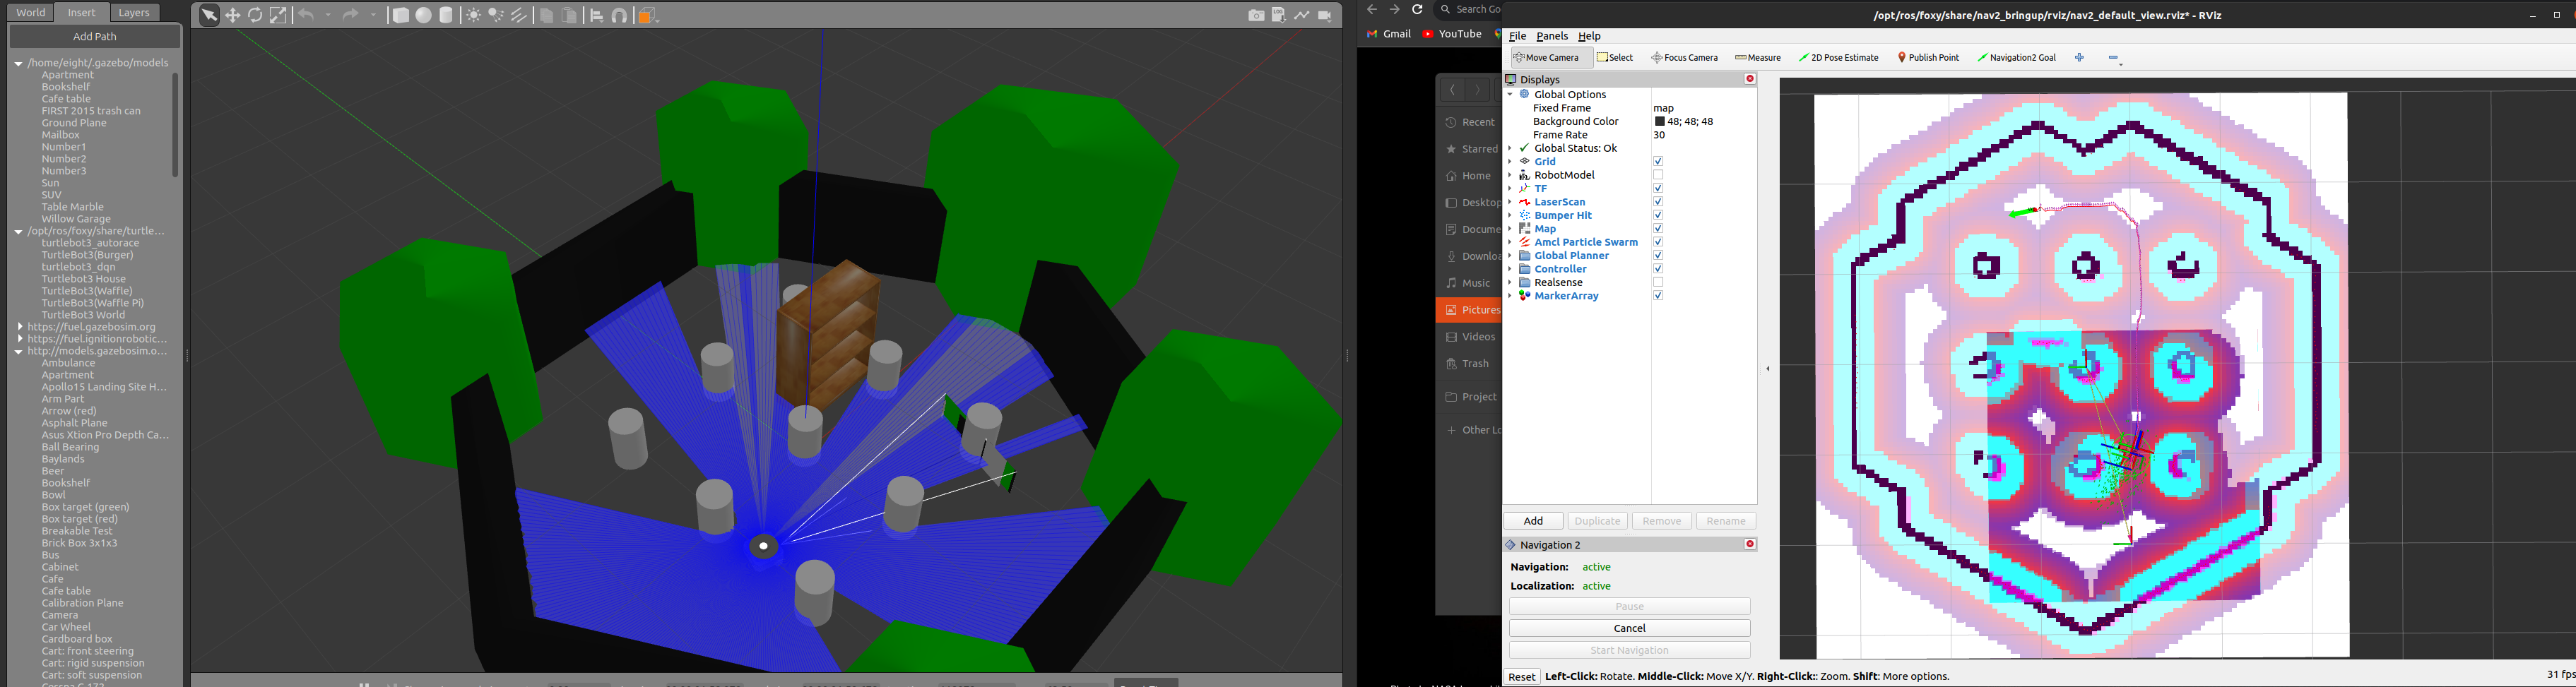 World Insert Layers
Add Path
/home/eight/.gazebo/models
Apartment
Bookshelf
Cafe table
FIRST 2015 trash can
Ground Plane
Mailbox
Number1
Number2
Number3
Sun
SUV
Table Marble
Willow Garage
/opt/ros/foxy/share/turtle...
turtlebot3_autorace
TurtleBot3(Burger)
turtlebot3_dqn
TurtleBot3 House
TurtleBot3(Waffle)
TurtleBot3(Waffle Pi)
TurtleBot3 World
https://fuel.gazebosim.org
https://fuel.ignitionrobotic...
http://models.gazebosim.o...
Ambulance
Apartment
Apollo15 Landing Site H...
Arm Part
Arrow (red)
Asphalt Plane
Asus Xtion Pro Depth Ca...
Ball Bearing
Baylands
Beer
Bookshelf
Bowl
Box target (green)
Box target (red)
Breakable Test
Brick Box 3x1x3
Bus
Cabinet
Cafe
Cafe table
Calibration Plane
Camera
Car Wheel
Cardboard box
Cart: front steering
Cart: rigid suspension
Cart: soft suspension
LOG
Search Go
Gmail YouTube
Recent
Starred
Home
Desktop
Docume
Downloa
Music
Pictures
Videos
Trash
Project
Other Lo
/opt/ros/foxy/share/nav2_bringup/rviz/nav2_default_view.rviz* - RViz
File Panels Help
Move Camera Select Focus Camera Measure 2D Pose Estimate Publish Point Navigation2 Goal
Displays
Global Options
Fixed Frame map
Background Color 48; 48; 48
Frame Rate 30
Global Status: Ok
Grid
RobotModel
TF
LaserScan
Bumper Hit
Map
Amcl Particle Swarm
Global Planner
Controller
Realsense
MarkerArray
Add Duplicate Remove Rename
Navigation 2
Navigation: active
Localization: active
Pause
Cancel
Start Navigation
Reset Left-Click: Rotate. Middle-Click: Move X/Y. Right-Click:: Zoom. Shift: More options. 31 fps